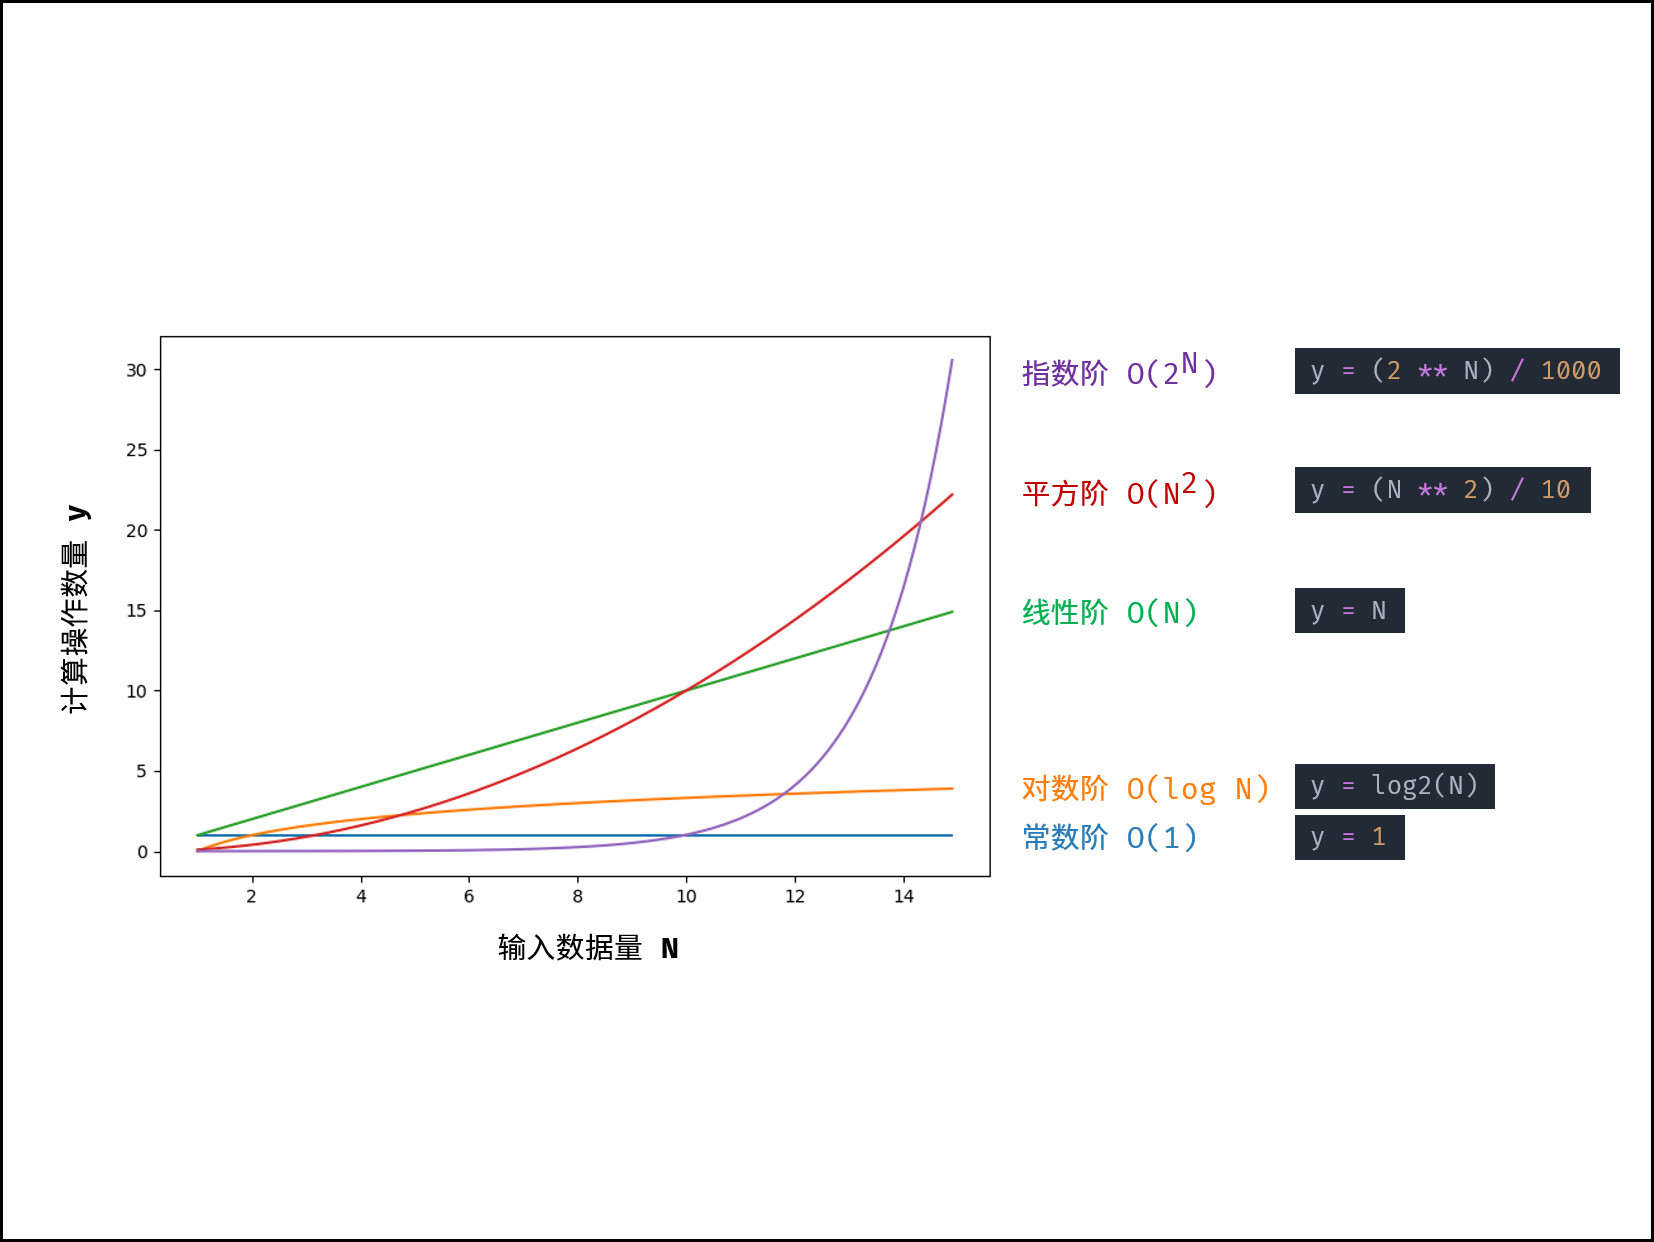 30
25
20
15
10
5
0
2 4 6 8 10 12 14
计算操作数量 y
输入数据量 N
指数阶 O(2^N) y = (2 ** N) / 1000
平方阶 O(N^2) y = (N ** 2) / 10
线性阶 O(N) y = N
对数阶 O(log N) y = log2(N)
常数阶 O(1) y = 1